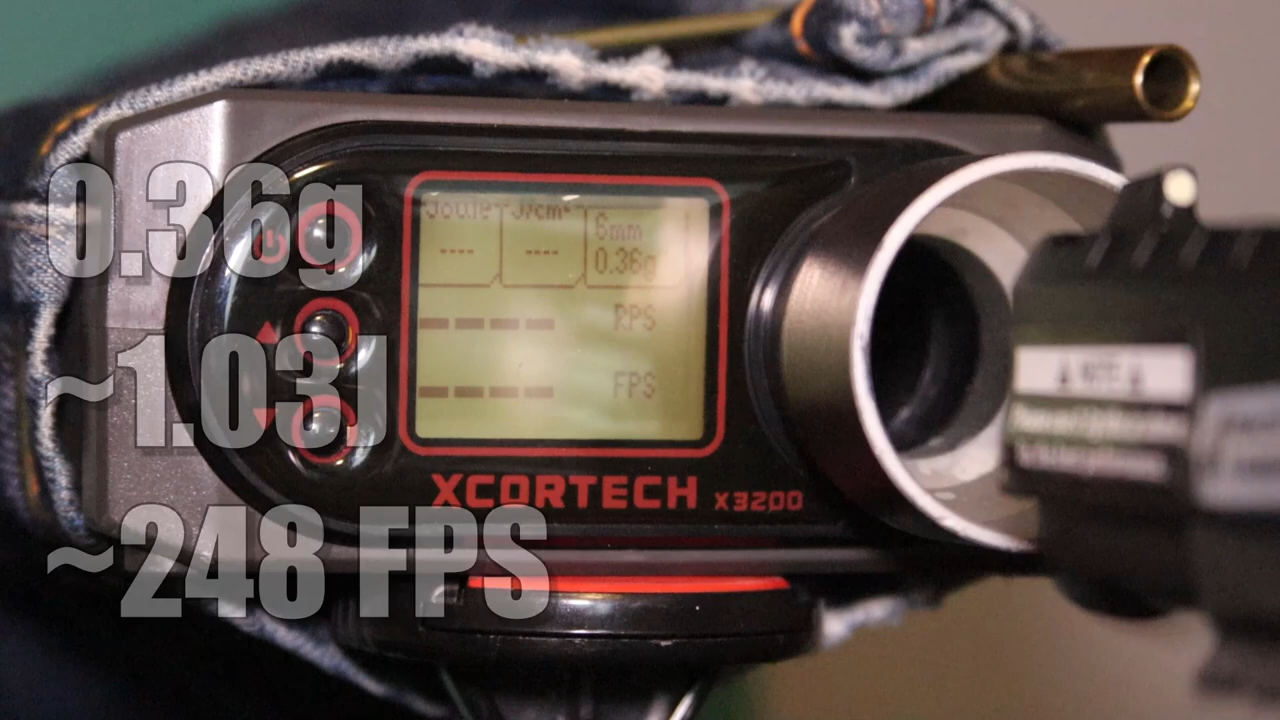 0.36g
~1.03J
~248 FPS
Joule J/cm²
6mm
---- ---- 0.36g
---- RPS
---- FPS
XCORTECH X3200